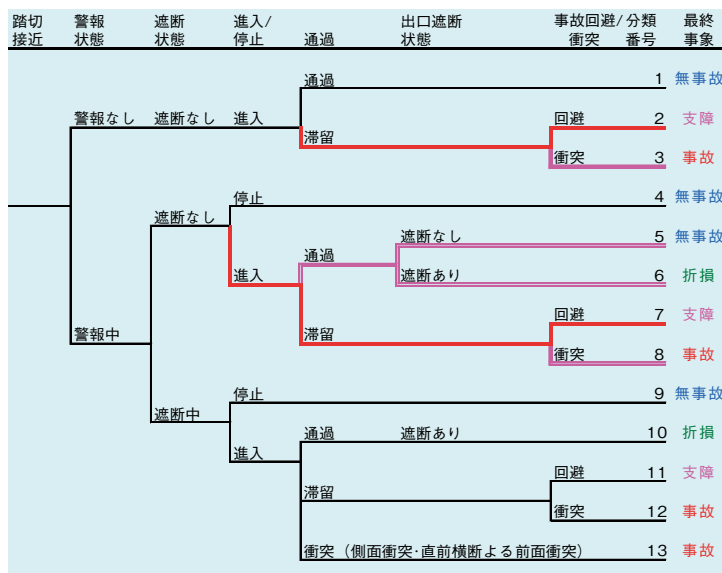 踏切 警報 遮断 進入/ 出口遮断 事故回避/分類 最終
接近 状態 状態 停止 通過 状態 衝突 番号 事象
通過 1 無事故
警報なし 遮断なし 進入 回避 2 支障
滞留
衝突 3 事故
停止 4 無事故
遮断なし
遮断なし 5 無事故
通過
進入 遮断あり 6 折損
回避 7 支障
警報中 滞留
衝突 8 事故
停止 9 無事故
遮断中
通過 遮断あり 10 折損
進入
回避 11 支障
滞留
衝突 12 事故
衝突（側面衝突･直前横断よる前面衝突） 13 事故